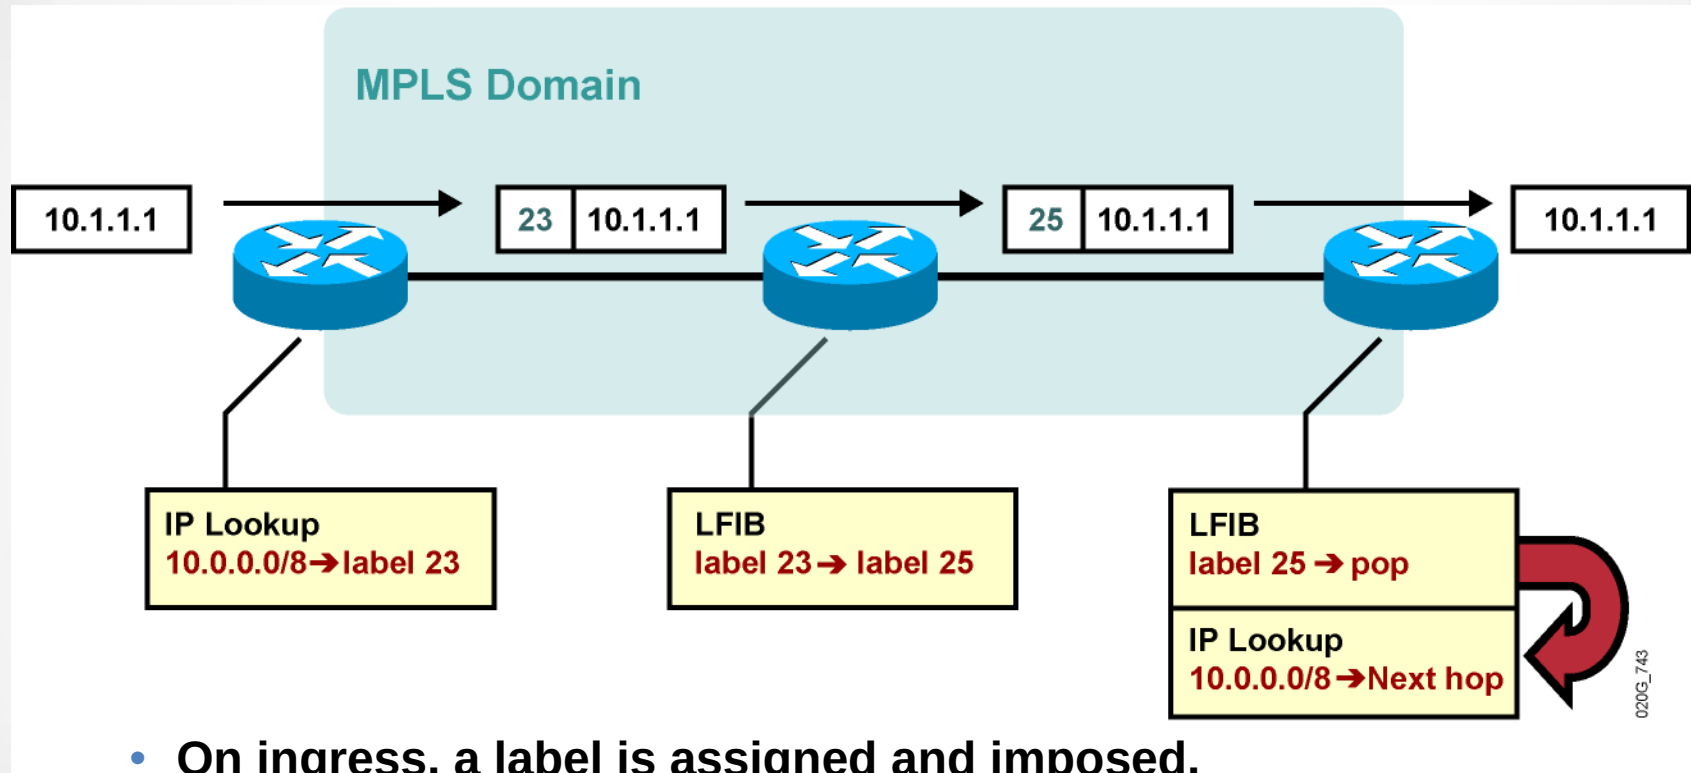 MPLS Domain
10.1.1.1
23 10.1.1.1
25 10.1.1.1
10.1.1.1
IP Lookup
10.0.0.0/8➔label 23
LFIB
label 23➔ label 25
LFIB
label 25 ➔ pop
IP Lookup
10.0.0.0/8➔Next hop
020G_743
• On ingress, a label is assigned and imposed.